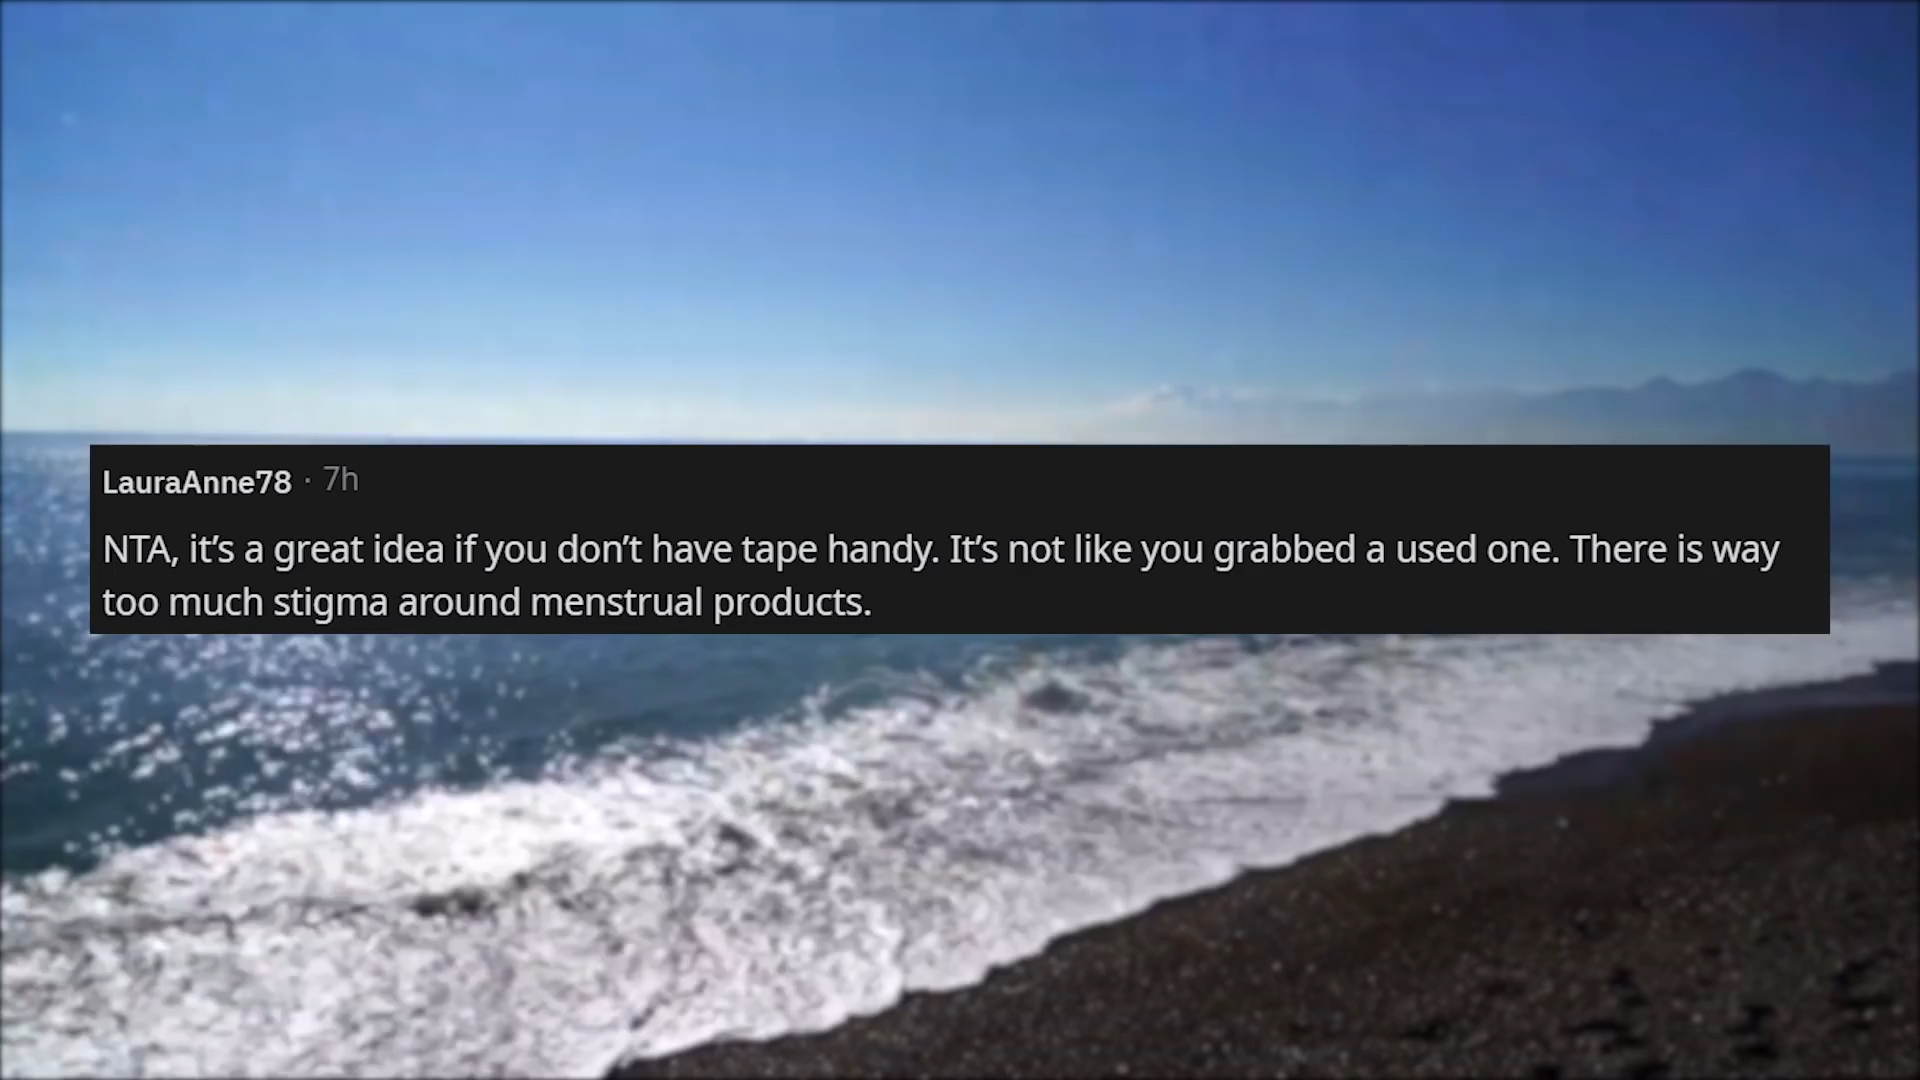 LauraAnne78 · 7h
NTA, it’s a great idea if you don’t have tape handy. It’s not like you grabbed a used one. There is way
too much stigma around menstrual products.